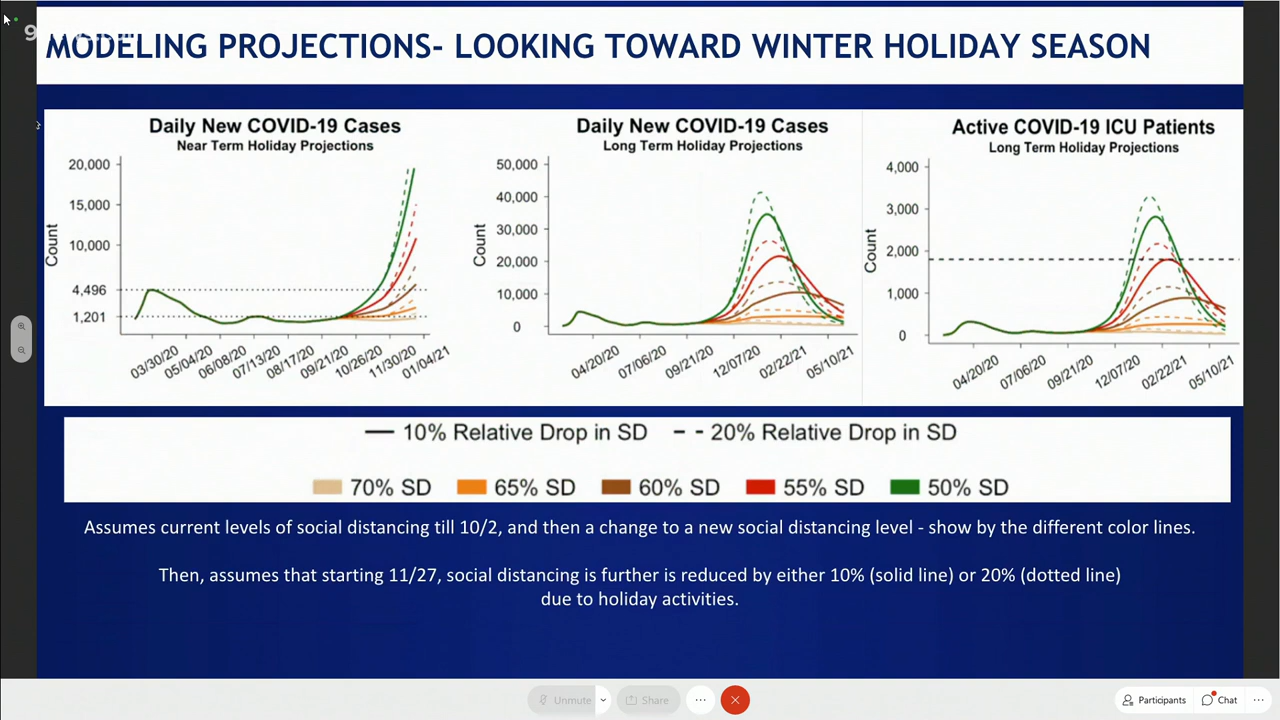 MODELING PROJECTIONS- LOOKING TOWARD WINTER HOLIDAY SEASON
Daily New COVID-19 Cases
Near Term Holiday Projections
20,000
15,000
10,000
4,496
1,201
Count
03/30/20
05/04/20
06/08/20
07/13/20
08/17/20
09/21/20
10/26/20
11/30/20
01/04/21
Daily New COVID-19 Cases
Long Term Holiday Projections
50,000
40,000
30,000
20,000
10,000
0
Count
04/20/20
07/06/20
09/21/20
12/07/20
02/22/21
05/10/21
Active COVID-19 ICU Patients
Long Term Holiday Projections
4,000
3,000
2,000
1,000
0
Count
04/20/20
07/06/20
09/21/20
12/07/20
02/22/21
05/10/21
10% Relative Drop in SD 20% Relative Drop in SD
70% SD 65% SD 60% SD 55% SD 50% SD
Assumes current levels of social distancing till 10/2, and then a change to a new social distancing level - show by the different color lines.
Then, assumes that starting 11/27, social distancing is further is reduced by either 10% (solid line) or 20% (dotted line)
due to holiday activities.
Unmute Share Participants Chat